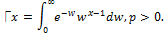 Γx = ∫₀^∞ e^{-w} w^{x-1} dw, p > 0.